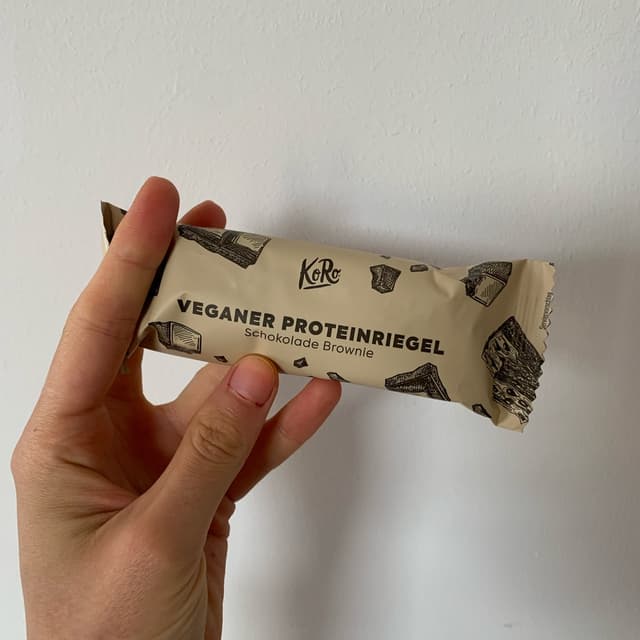 KoRo
VEGANER PROTEINRIEGEL
Schokolade Brownie